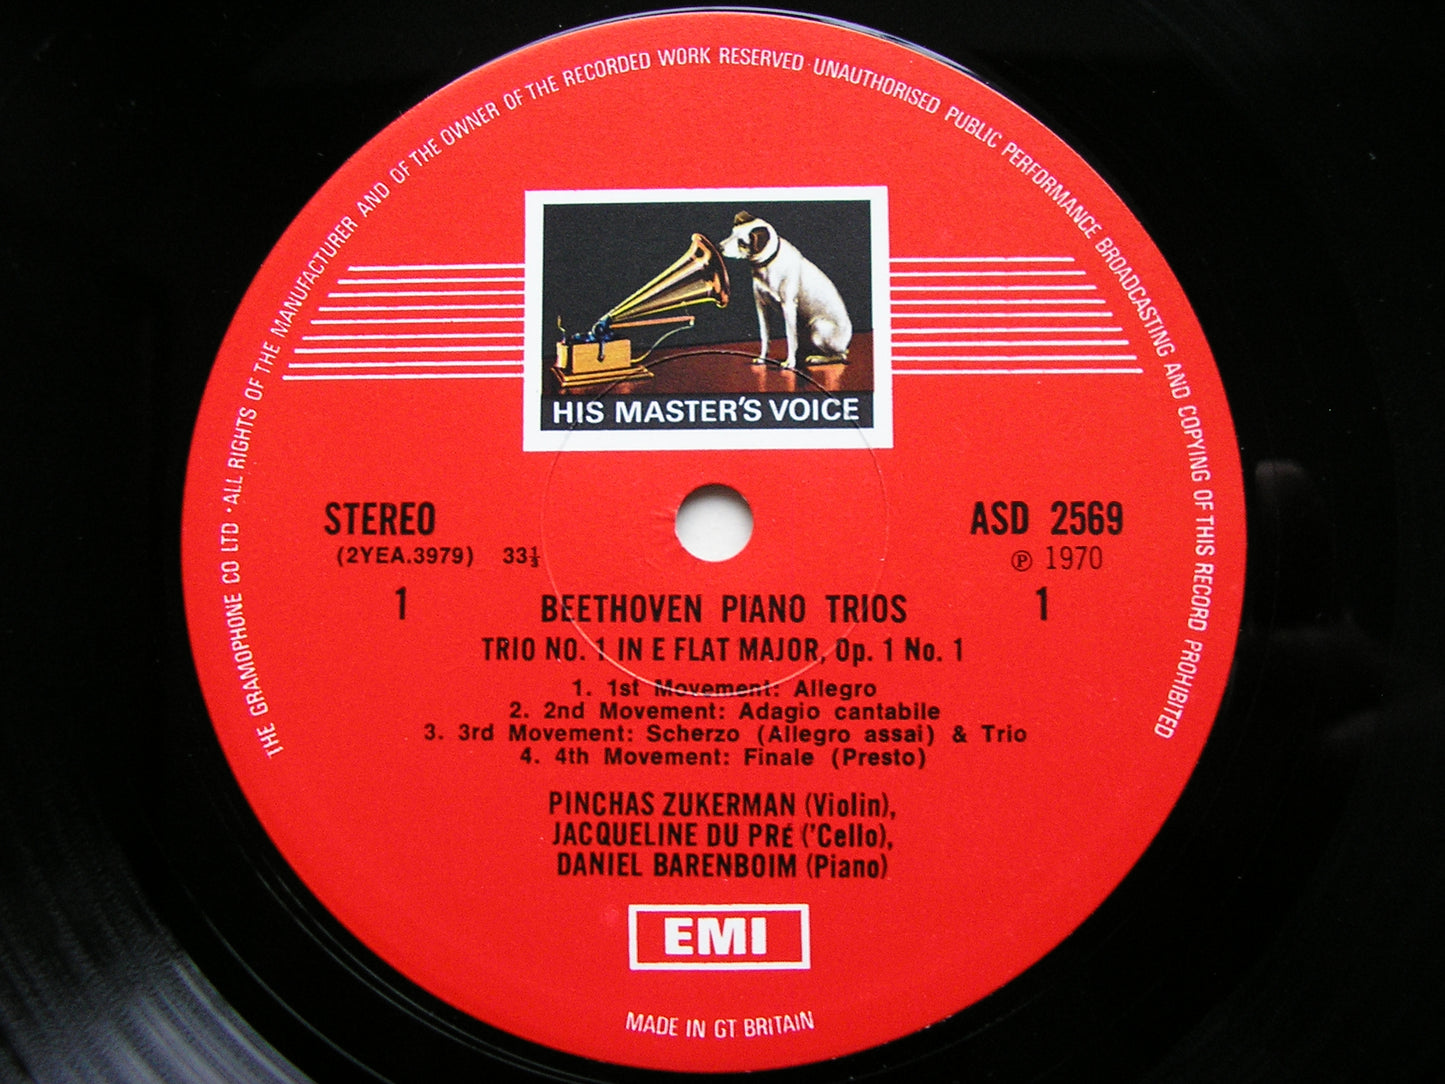 THE GRAMOPHONE CO LTD · ALL RIGHTS OF THE MANUFACTURER AND OF THE OWNER OF THE RECORDED WORK RESERVED · UNAUTHORISED PUBLIC PERFORMANCE BROADCASTING AND COPYING OF THIS RECORD PROHIBITED
HIS MASTER'S VOICE
STEREO
(2YEA.3979) 33⅓
1
ASD 2569
℗ 1970
1
BEETHOVEN PIANO TRIOS
TRIO NO. 1 IN E FLAT MAJOR, Op. 1 No. 1
1. 1st Movement: Allegro
2. 2nd Movement: Adagio cantabile
3. 3rd Movement: Scherzo (Allegro assai) & Trio
4. 4th Movement: Finale (Presto)
PINCHAS ZUKERMAN (Violin),
JACQUELINE DU PRÉ ('Cello),
DANIEL BARENBOIM (Piano)
EMI
MADE IN GT BRITAIN